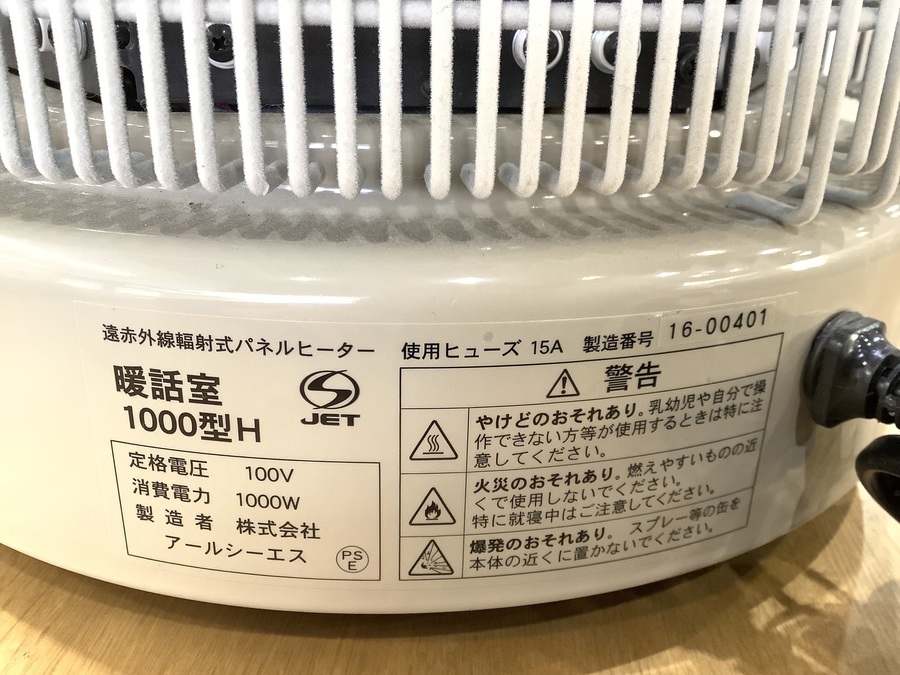 遠赤外線輻射式パネルヒーター
暖話室
1000型H
JET
定格電圧 100V
消費電力 1000W
製造者 株式会社
アールシーエス
PS
E
使用ヒューズ 15A 製造番号 16-00401
警告
やけどのおそれあり。乳幼児や自分で操
作できない方等が使用するときは特に注
意してください。
火災のおそれあり。燃えやすいものの近
くで使用しないでください。
特に就寝中はご注意してください。
爆発のおそれあり。 スプレー等の缶を
本体の近くに置かないでください。